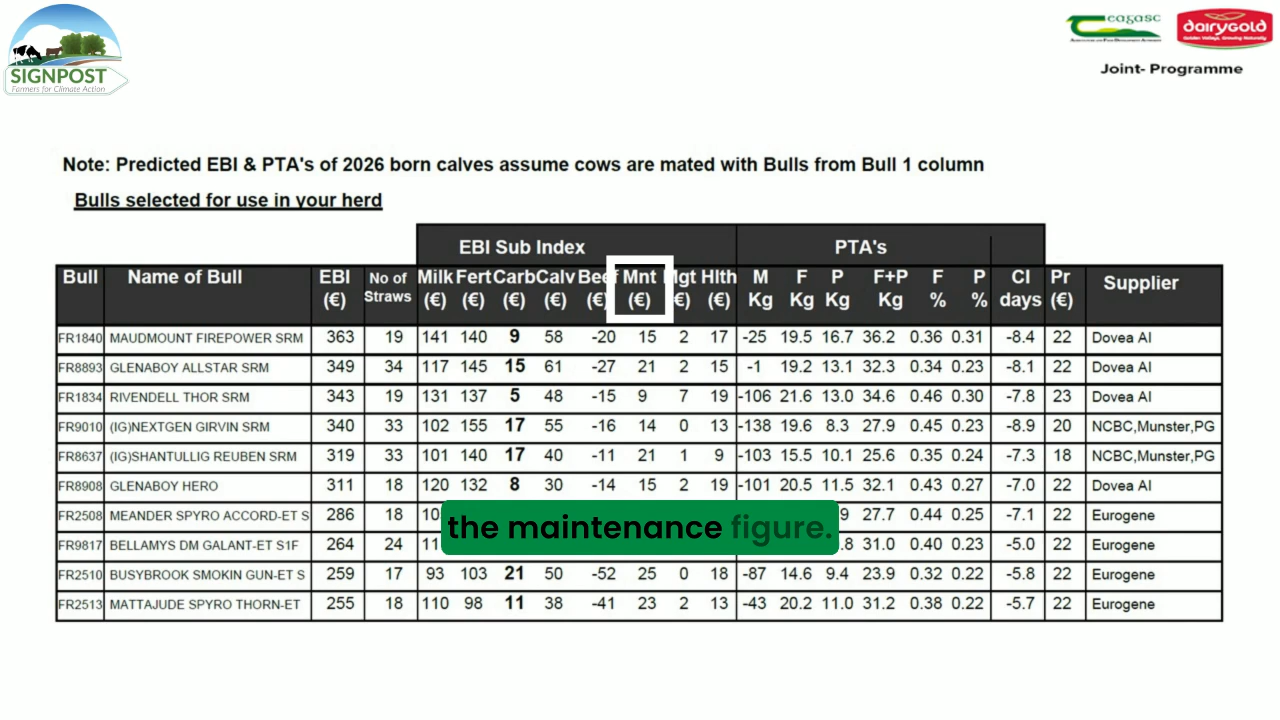 SIGNPOST
Farmers for Climate Action
eagasc
dairygold
Joint- Programme
Note: Predicted EBI & PTA's of 2026 born calves assume cows are mated with Bulls from Bull 1 column
Bulls selected for use in your herd
EBI Sub Index PTA's
Bull Name of Bull EBI (€) No of Straws Milk (€) Fert (€) Carb (€) Calv (€) Beef (€) Mnt (€) Mgt (€) Hlth (€) M Kg F Kg P Kg F+P Kg F % P % CI days Pr (€) Supplier
FR1840 MAUDMOUNT FIREPOWER SRM 363 19 141 140 9 58 -20 15 2 17 -25 19.5 16.7 36.2 0.36 0.31 -8.4 22 Dovea AI
FR8893 GLENABOY ALLSTAR SRM 349 34 117 145 15 61 -27 21 2 15 -1 19.2 13.1 32.3 0.34 0.23 -8.1 22 Dovea AI
FR1834 RIVENDELL THOR SRM 343 19 131 137 5 48 -15 9 7 19 -106 21.6 13.0 34.6 0.46 0.30 -7.8 23 Dovea AI
FR9010 (IG)NEXTGEN GIRVIN SRM 340 33 102 155 17 55 -16 14 0 13 -138 19.6 8.3 27.9 0.45 0.23 -8.9 20 NCBC,Munster,PG
FR8637 (IG)SHANTULLIG REUBEN SRM 319 33 101 140 17 40 -11 21 1 9 -103 15.5 10.1 25.6 0.35 0.24 -7.3 18 NCBC,Munster,PG
FR8908 GLENABOY HERO 311 18 120 132 8 30 -14 15 2 19 -101 20.5 11.5 32.1 0.43 0.27 -7.0 22 Dovea AI
FR2508 MEANDER SPYRO ACCORD-ET S 286 18 27.7 0.44 0.25 -7.1 22 Eurogene
the maintenance figure.
FR9817 BELLAMYS DM GALANT-ET S1F 264 24 31.0 0.40 0.23 -5.0 22 Eurogene
FR2510 BUSYBROOK SMOKIN GUN-ET S 259 17 93 103 21 50 -52 25 0 18 -87 14.6 9.4 23.9 0.32 0.22 -5.8 22 Eurogene
FR2513 MATTAJUDE SPYRO THORN-ET 255 18 110 98 11 38 -41 23 2 13 -43 20.2 11.0 31.2 0.38 0.22 -5.7 22 Eurogene